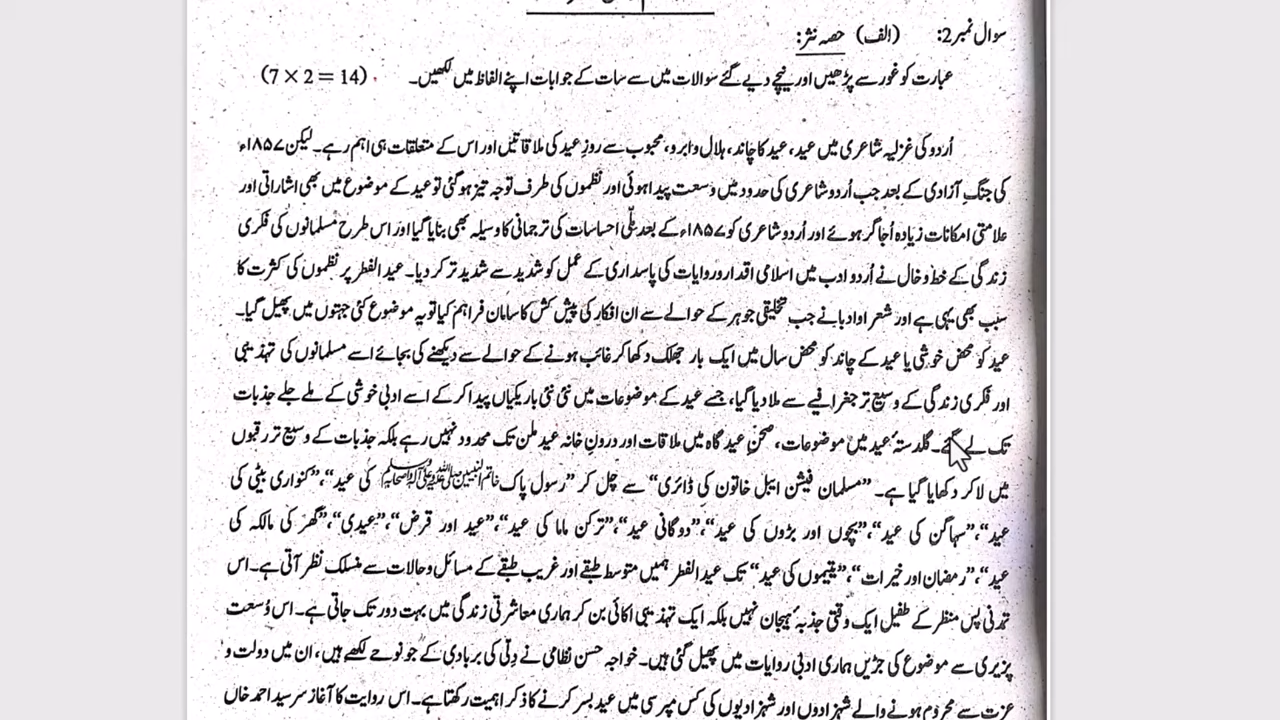 سوال نمبر2: (الف) حصہ نثر:
عبارت کو غور سے پڑھیں اور نیچے دیے گئے سوالات میں سے سات کے جوابات اپنے الفاظ میں لکھیں۔ (7 × 2 = 14)
اُردو کی غزلیہ شاعری میں عید، عید کا چاند، ہلال و ابرو، محبوب سے روزِ عید کی ملاقاتیں اور اس کے متعلقات ہی اہم رہے۔ لیکن ۱۸۵۷ء
کی جنگِ آزادی کے بعد جب اُردو شاعری کی حدود میں وسعت پیدا ہوئی اور نظموں کی طرف توجہ تیز ہوگئی تو عید کے موضوع میں بھی اشاراتی اور
علامتی امکانات زیادہ اُجاگر ہوئے اور اُردو شاعری کو ۱۸۵۷ء کے بعد ملّی احساسات کی ترجمانی کا وسیلہ بھی بنایا گیا اور اس طرح مسلمانوں کی فکری
زندگی کے خط و خال نے اُردو ادب میں اسلامی اقدار و روایات کی پاسداری کے عمل کو شدید سے شدید تر کر دیا۔ عید الفطر پر نظموں کی کثرت کا
سبب بھی یہی ہے اور شعرا و ادبا نے جب تخلیقی جوہر کے حوالے سے ان افکار کی پیش کش کا سامان فراہم کیا تو یہ موضوع کئی جہتوں میں پھیل گیا۔
عید کو محض خوشی یا عید کے چاند کو محض سال میں ایک بار جھلک دکھا کر غائب ہونے کے حوالے سے دیکھنے کی بجائے اسے مسلمانوں کی تہذیبی
اور فکری زندگی کے وسیع تر جغرافیے سے ملا دیا گیا، جسے عید کے موضوعات میں نئی نئی باریکیاں پیدا کر کے اسے ادبی خوشی کے ملے جلے جذبات
تک لے گئے۔ گلدستۂ عید میں موضوعات، صحنِ عید گاہ میں ملاقات اور درونِ خانہ عید ملن تک محدود نہیں رہے بلکہ جذبات کے وسیع تر رقبوں
میں لا کر دکھایا گیا ہے۔ ”مسلمان فیشن ایبل خاتون کی ڈائری“ سے چل کر ”رسول پاک خاتم النبیین صلی اللہ علیہ وآلہ واصحابہ وسلم کی عید“،”کنواری بیٹی کی
عید“،”سہاگن کی عید“،”بچوں اور بڑوں کی عید“،”دوگانی عید“،”ترکن ماما کی عید“،”عید اور قرض“،”عیدی“،”گھر کی مالکہ کی
عید“،”رمضان اور خیرات“،”یتیموں کی عید“ تک عید الفطر ہمیں متوسط طبقے اور غریب طبقے کے مسائل و حالات سے منسلک نظر آتی ہے۔ اس
تمدنی پس منظر کے طفیل ایک وقتی جذبۂ ہیجان نہیں بلکہ ایک تہذیبی اکائی بن کر ہماری معاشرتی زندگی میں بہت دور تک جاتی ہے۔ اس وُسعت
پزیری سے موضوع کی جڑیں ہماری ادبی روایات میں پھیل گئی ہیں۔ خواجہ حسن نظامی نے دِلّی کی بربادی کے جو نوحے لکھے ہیں، ان میں دولت و
عزت سے محروم ہونے والے شہزادوں اور شہزادیوں کی کس مپرسی میں عید بسر کرنے کا ذکر اہمیت رکھتا ہے۔ اس روایت کا آغاز سرسید احمد خاں